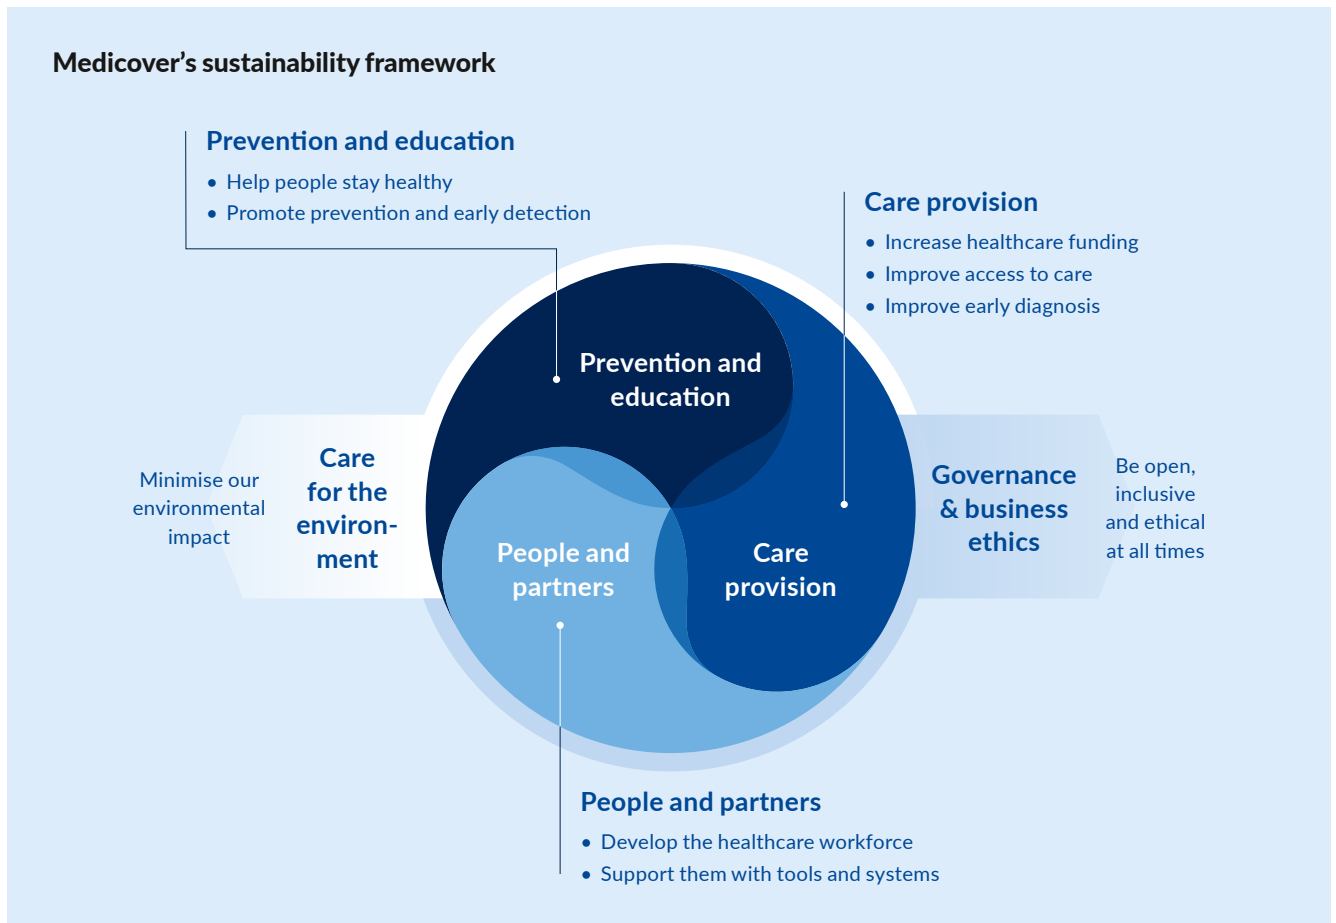 Medicover’s sustainability framework
Prevention and education
• Help people stay healthy
• Promote prevention and early detection
Care provision
• Increase healthcare funding
• Improve access to care
• Improve early diagnosis
Prevention and
education
Minimise our
environmental
impact
Care
for the
environ-
ment
Governance
& business
ethics
Be open,
inclusive
and ethical
at all times
People and
partners
Care
provision
People and partners
• Develop the healthcare workforce
• Support them with tools and systems